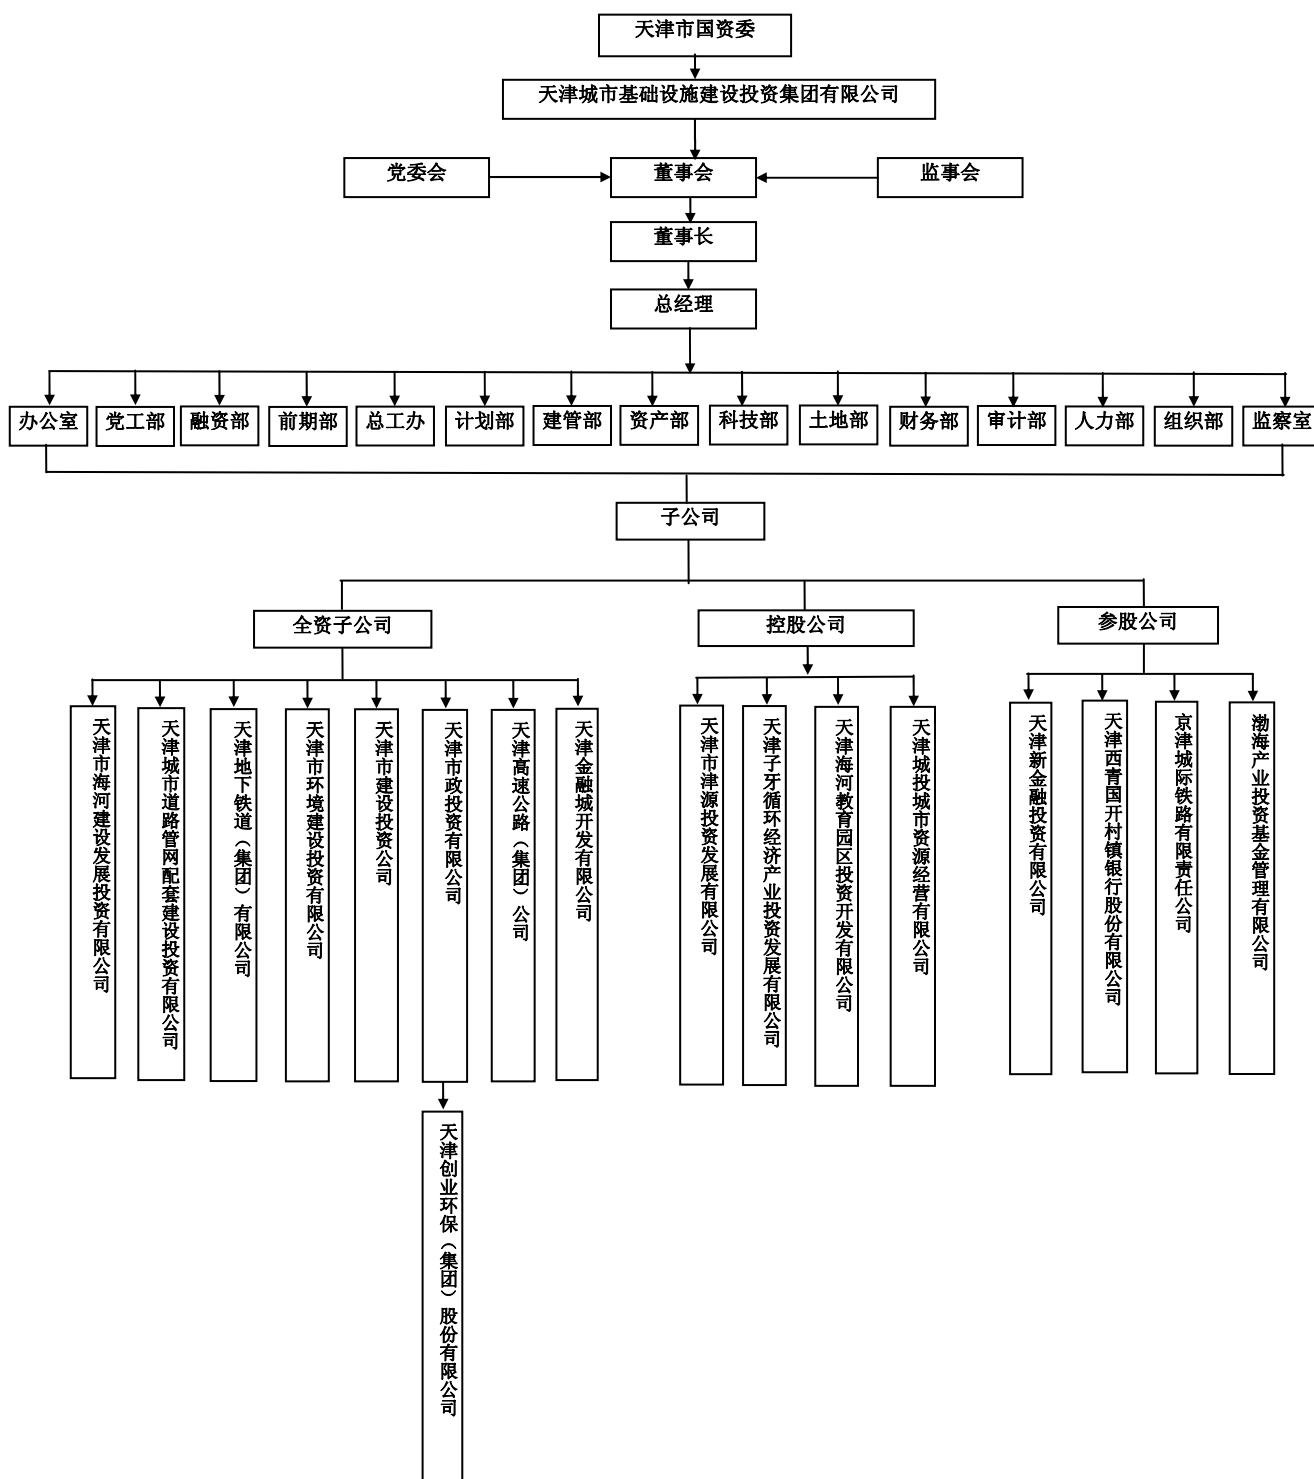 天津市国资委
天津城市基础设施建设投资集团有限公司
党委会
董事会
监事会
董事长
总经理
办公室
党工部
融资部
前期部
总工办
计划部
建管部
资产部
科技部
土地部
财务部
审计部
人力部
组织部
监察室
子公司
全资子公司
控股公司
参股公司
天津市海河建设发展投资有限公司
天津城市道路管网配套建设投资有限公司
天津地下铁道（集团）有限公司
天津市环境建设投资有限公司
天津市建设投资公司
天津市政投资有限公司
天津高速公路（集团）公司
天津金融城开发有限公司
天津市津源投资发展有限公司
天津子牙循环经济产业投资发展有限公司
天津海河教育园区投资开发有限公司
天津城投城市资源经营有限公司
天津新金融投资有限公司
天津西青国开村镇银行股份有限公司
京津城际铁路有限责任公司
渤海产业投资基金管理有限公司
天津创业环保（集团）股份有限公司